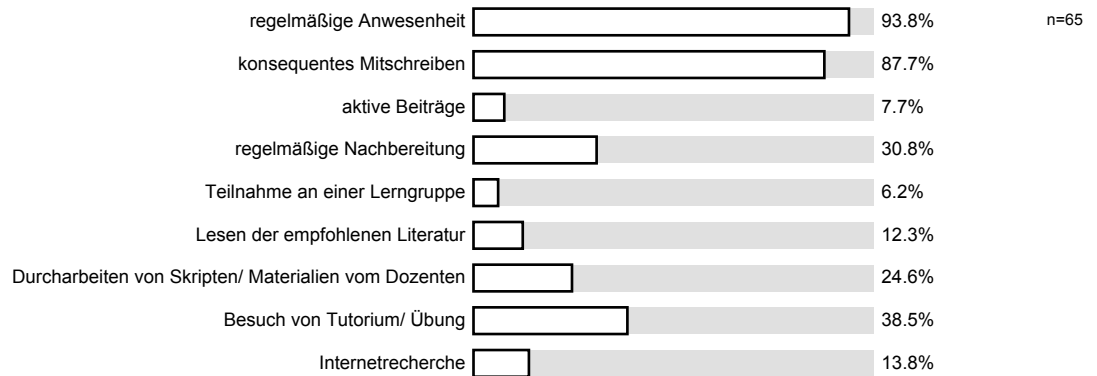 regelmäßige Anwesenheit 93.8% n=65
konsequentes Mitschreiben 87.7%
aktive Beiträge 7.7%
regelmäßige Nachbereitung 30.8%
Teilnahme an einer Lerngruppe 6.2%
Lesen der empfohlenen Literatur 12.3%
Durcharbeiten von Skripten/ Materialien vom Dozenten 24.6%
Besuch von Tutorium/ Übung 38.5%
Internetrecherche 13.8%